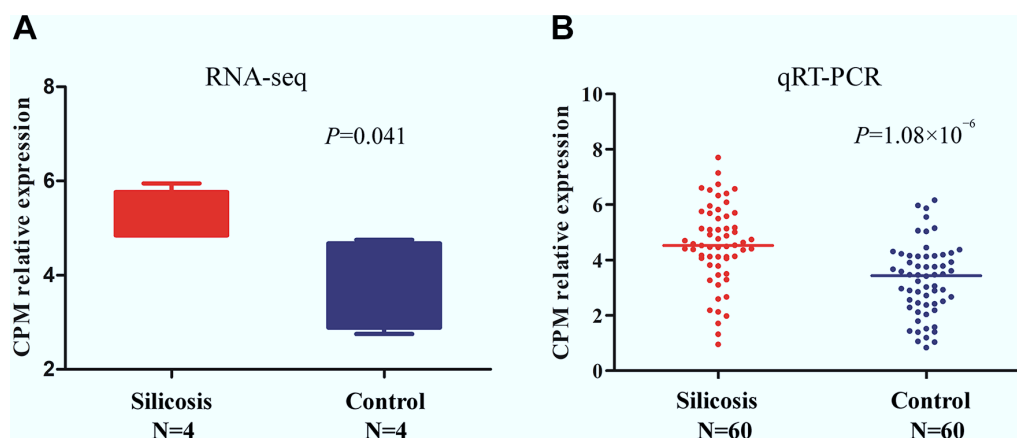 A
RNA-seq
CPM relative expression
8
6
4
2
P=0.041
Silicosis
N=4
Control
N=4
B
qRT-PCR
CPM relative expression
10
8
6
4
2
0
P=1.08×10⁻⁶
Silicosis
N=60
Control
N=60